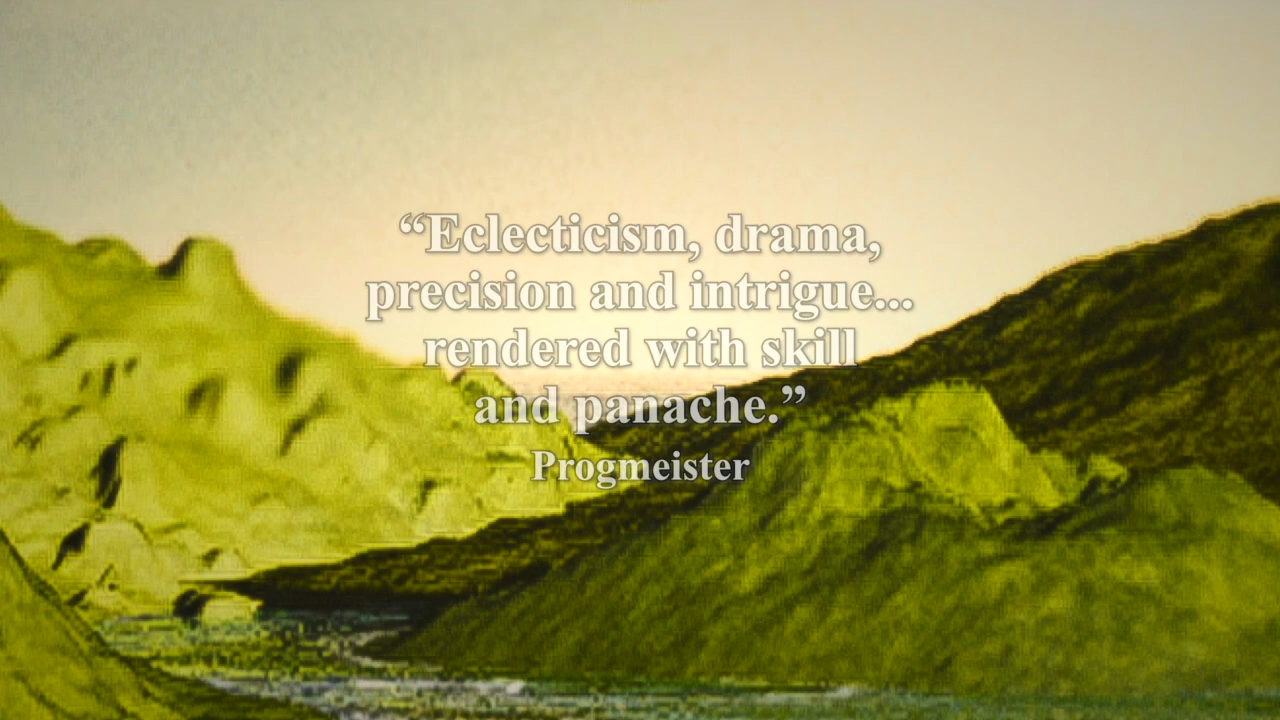 “Eclecticism, drama,
precision and intrigue...
rendered with skill
and panache.”
Progmeister